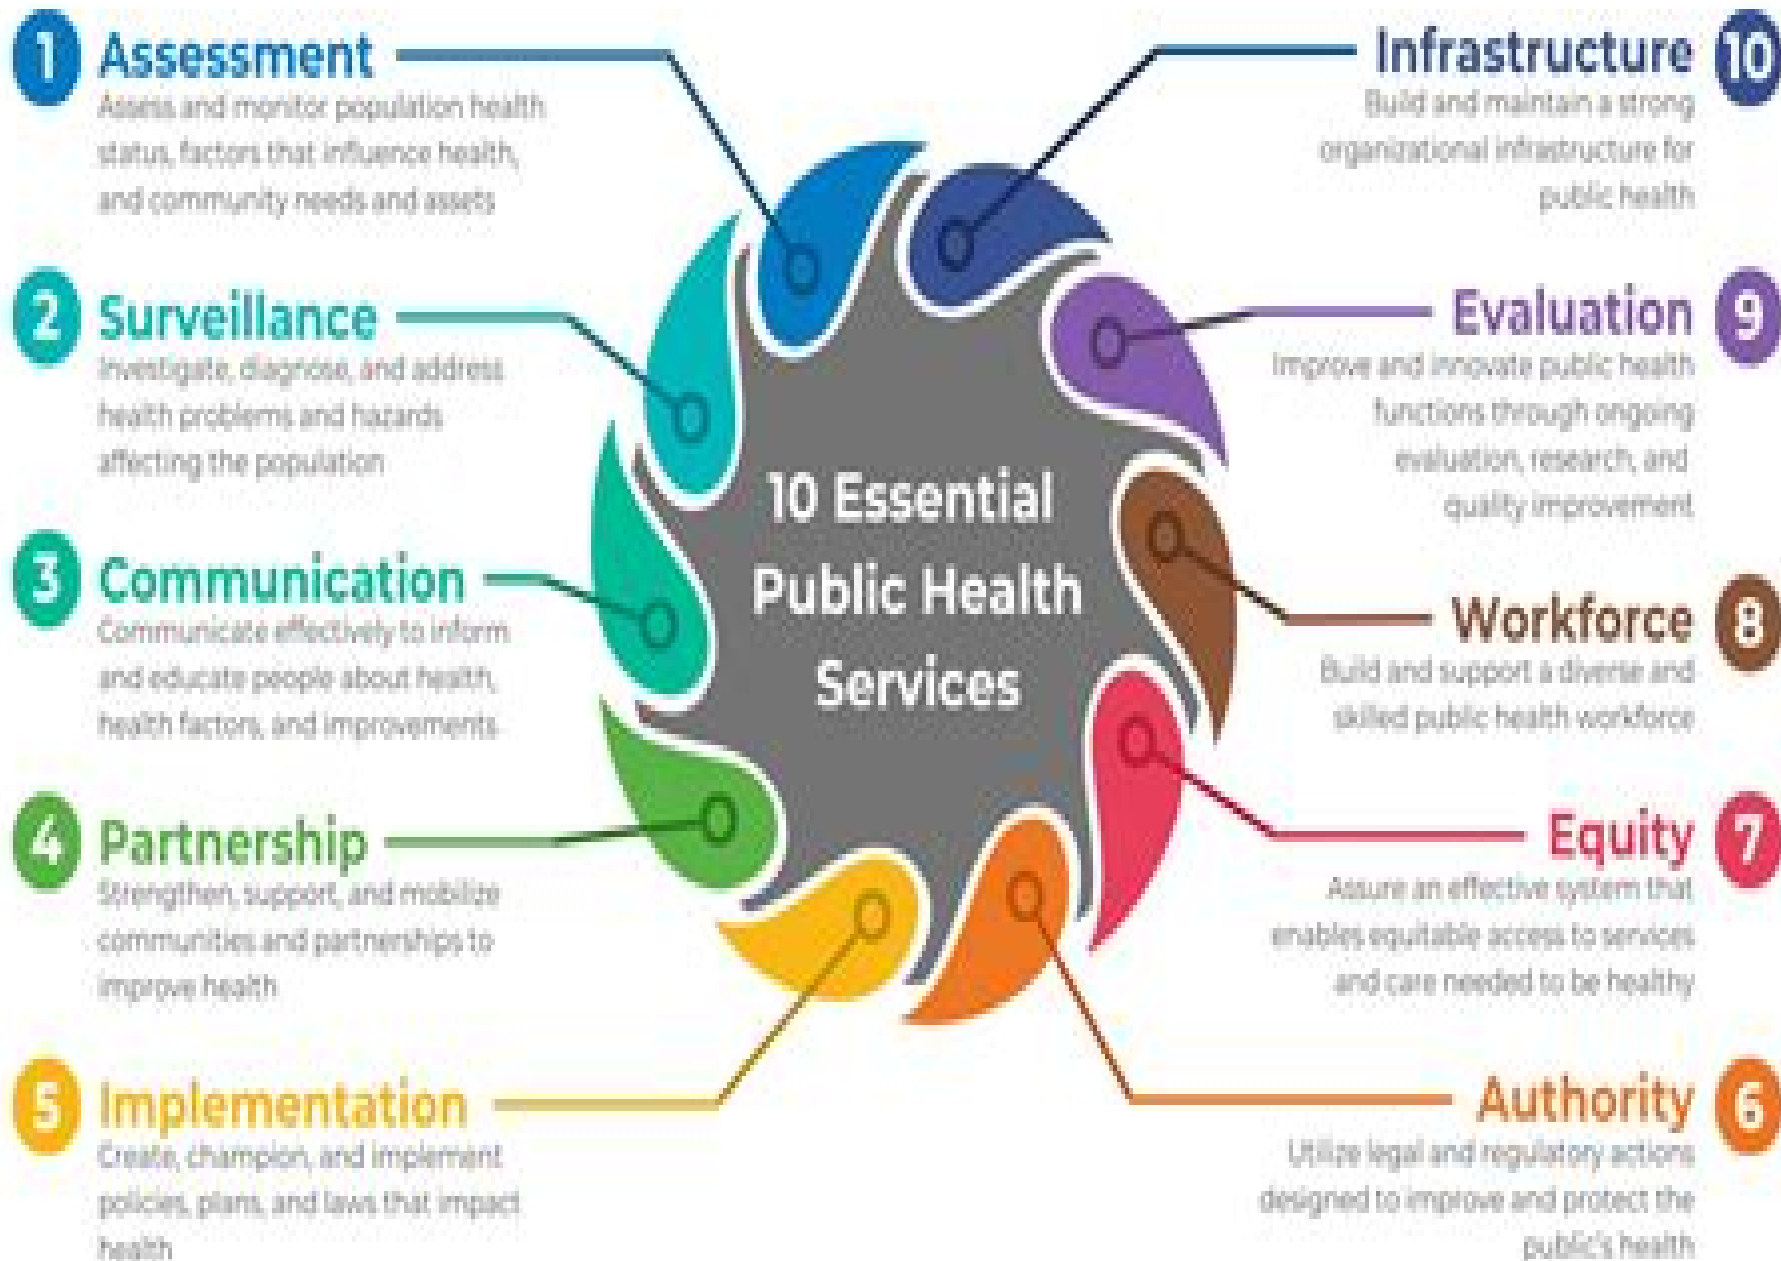 1 Assessment
Assess and monitor population health
status, factors that influence health,
and community needs and assets
2 Surveillance
Investigate, diagnose, and address
health problems and hazards
affecting the population
3 Communication
Communicate effectively to inform
and educate people about health,
health factors, and improvements
4 Partnership
Strengthen, support, and mobilize
communities and partnerships to
improve health
5 Implementation
Create, champion, and implement
policies, plans, and laws that impact
health
10 Essential
Public Health
Services
Infrastructure 10
Build and maintain a strong
organizational infrastructure for
public health
Evaluation 9
Improve and innovate public health
functions through ongoing
evaluation, research, and
quality improvement
Workforce 8
Build and support a diverse and
skilled public health workforce
Equity 7
Assure an effective system that
enables equitable access to services
and care needed to be healthy
Authority 6
Utilize legal and regulatory actions
designed to improve and protect the
public's health